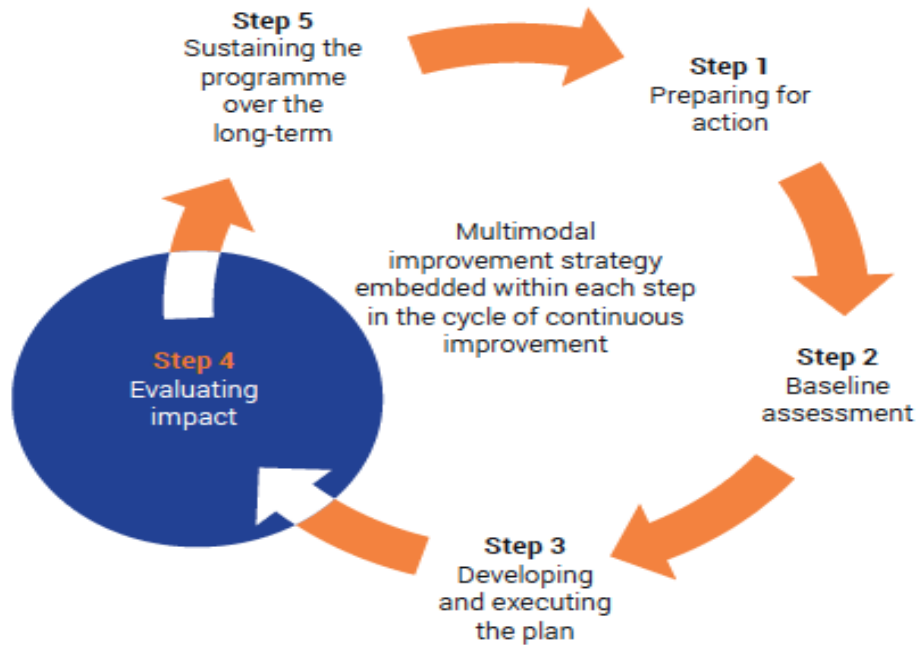 Step 5
Sustaining the
programme
over the
long-term
Step 1
Preparing for
action
Multimodal
improvement strategy
embedded within each step
in the cycle of continuous
improvement
Step 2
Baseline
assessment
Step 4
Evaluating
impact
Step 3
Developing
and executing
the plan